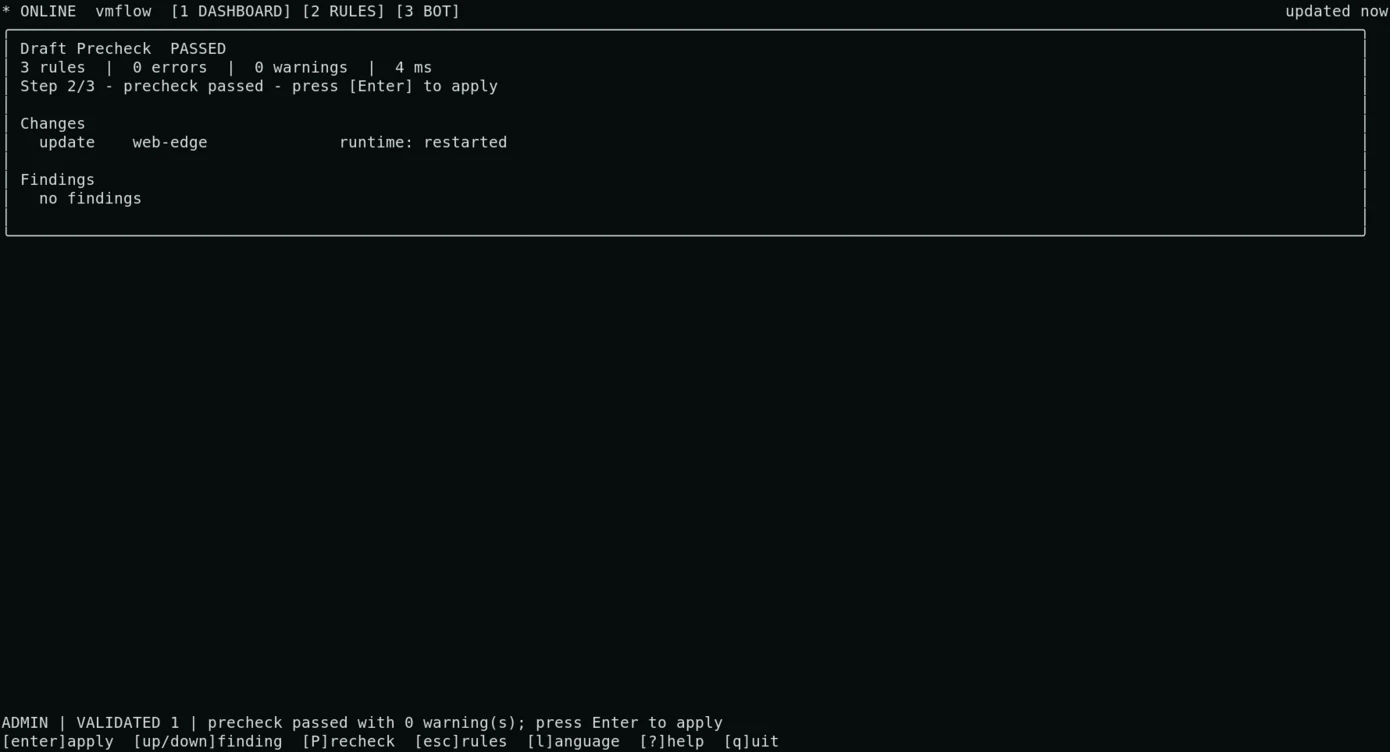 * ONLINE  vmflow  [1 DASHBOARD] [2 RULES] [3 BOT]                    updated now
Draft Precheck  PASSED
3 rules  |  0 errors  |  0 warnings  |  4 ms
Step 2/3 - precheck passed - press [Enter] to apply
Changes
update    web-edge              runtime: restarted
Findings
no findings
ADMIN | VALIDATED 1 | precheck passed with 0 warning(s); press Enter to apply
[enter]apply  [up/down]finding  [P]recheck  [esc]rules  [l]anguage  [?]help  [q]uit